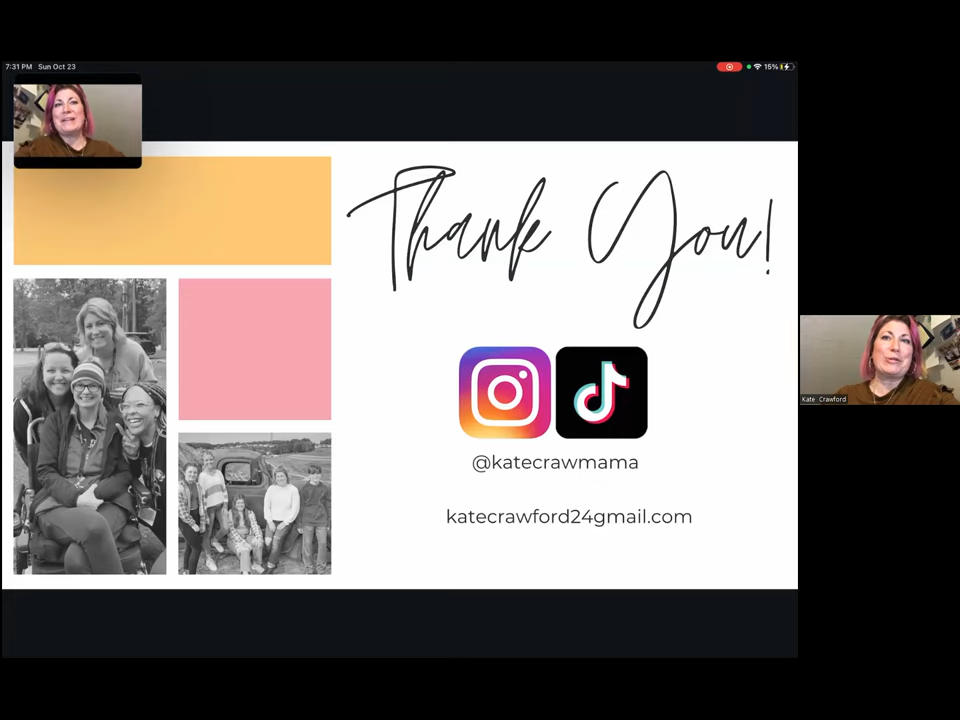 7:31 PM Sun Oct 23
15%
Thank You!
@katecrawmama
katecrawford24gmail.com
Kate Crawford